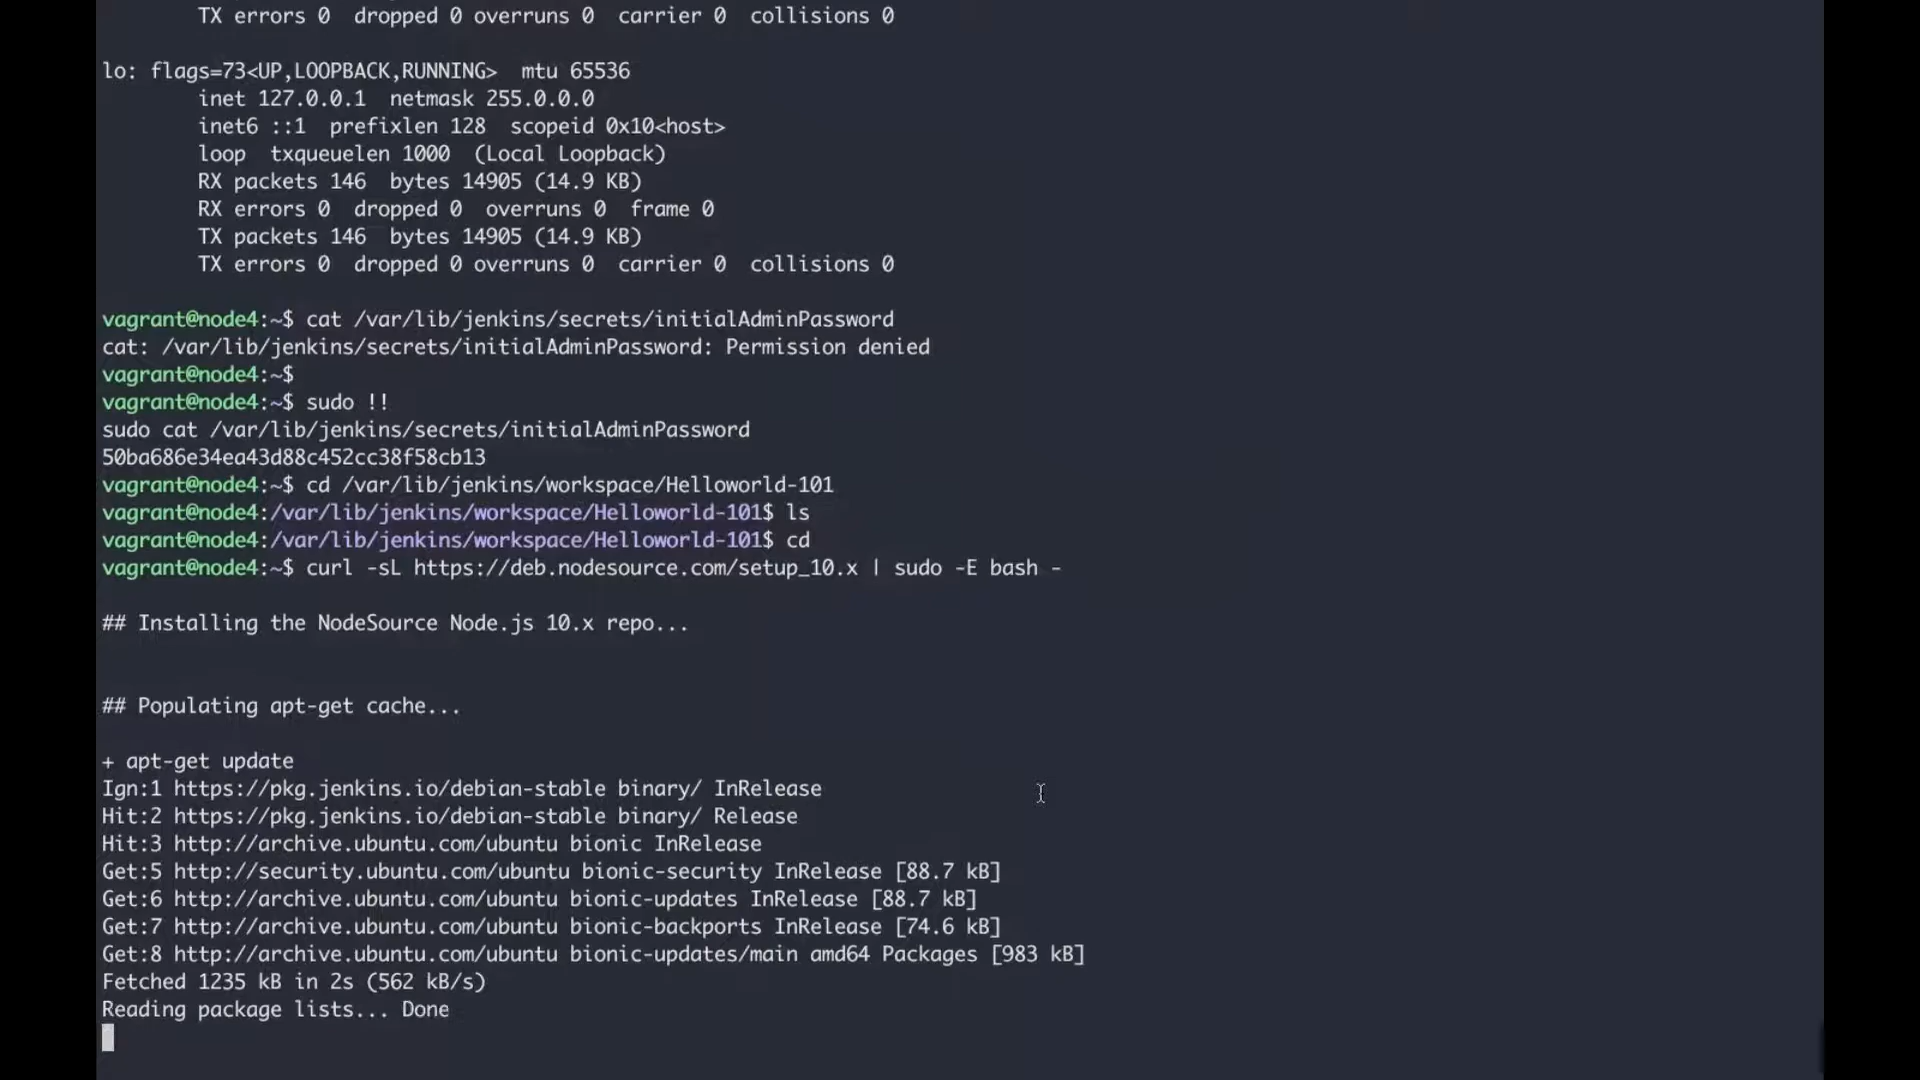 TX errors 0  dropped 0 overruns 0  carrier 0  collisions 0
lo: flags=73<UP,LOOPBACK,RUNNING>  mtu 65536
inet 127.0.0.1  netmask 255.0.0.0
inet6 ::1  prefixlen 128  scopeid 0x10<host>
loop  txqueuelen 1000  (Local Loopback)
RX packets 146  bytes 14905 (14.9 KB)
RX errors 0  dropped 0  overruns 0  frame 0
TX packets 146  bytes 14905 (14.9 KB)
TX errors 0  dropped 0 overruns 0  carrier 0  collisions 0
vagrant@node4:~$ cat /var/lib/jenkins/secrets/initialAdminPassword
cat: /var/lib/jenkins/secrets/initialAdminPassword: Permission denied
vagrant@node4:~$
vagrant@node4:~$ sudo !!
sudo cat /var/lib/jenkins/secrets/initialAdminPassword
50ba686e34ea43d88c452cc38f58cb13
vagrant@node4:~$ cd /var/lib/jenkins/workspace/Helloworld-101
vagrant@node4:/var/lib/jenkins/workspace/Helloworld-101$ ls
vagrant@node4:/var/lib/jenkins/workspace/Helloworld-101$ cd
vagrant@node4:~$ curl -sL https://deb.nodesource.com/setup_10.x | sudo -E bash -
## Installing the NodeSource Node.js 10.x repo...
## Populating apt-get cache...
+ apt-get update
Ign:1 https://pkg.jenkins.io/debian-stable binary/ InRelease
Hit:2 https://pkg.jenkins.io/debian-stable binary/ Release
Hit:3 http://archive.ubuntu.com/ubuntu bionic InRelease
Get:5 http://security.ubuntu.com/ubuntu bionic-security InRelease [88.7 kB]
Get:6 http://archive.ubuntu.com/ubuntu bionic-updates InRelease [88.7 kB]
Get:7 http://archive.ubuntu.com/ubuntu bionic-backports InRelease [74.6 kB]
Get:8 http://archive.ubuntu.com/ubuntu bionic-updates/main amd64 Packages [983 kB]
Fetched 1235 kB in 2s (562 kB/s)
Reading package lists... Done